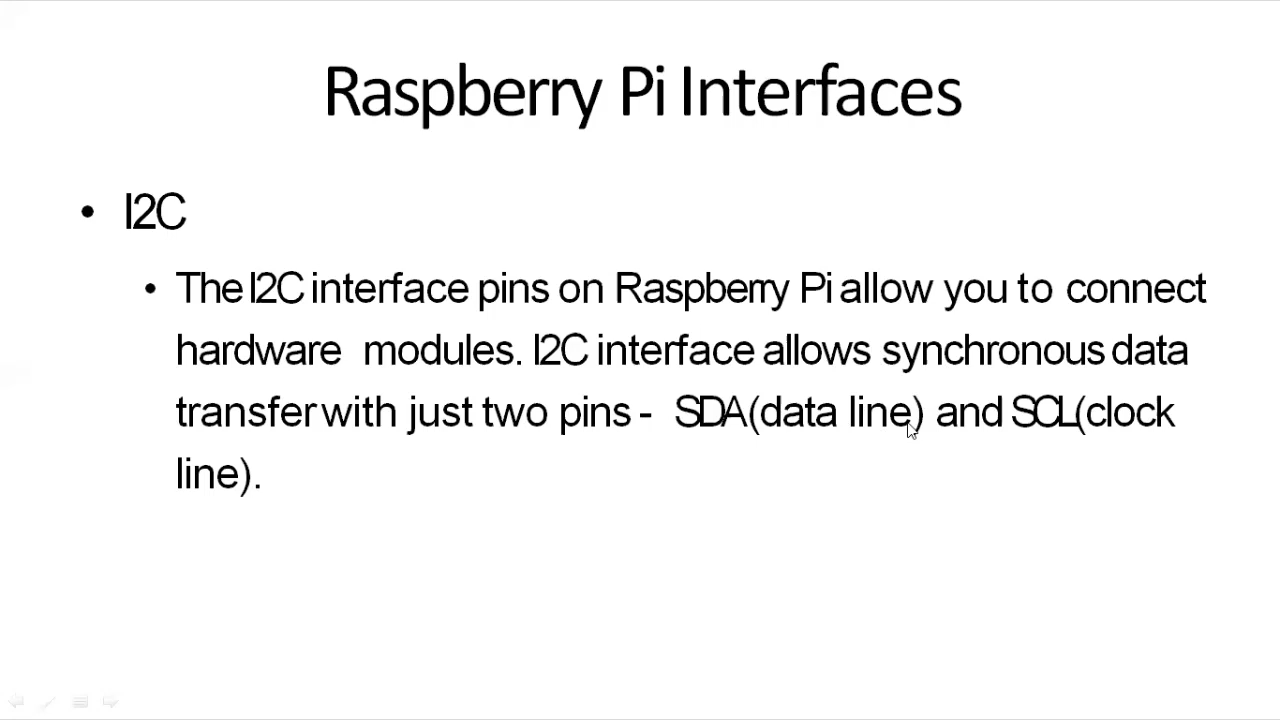 Raspberry Pi Interfaces
• I2C
• The I2C interface pins on Raspberry Pi allow you to connect
hardware modules. I2C interface allows synchronous data
transfer with just two pins - SDA(data line) and SCL(clock
line).